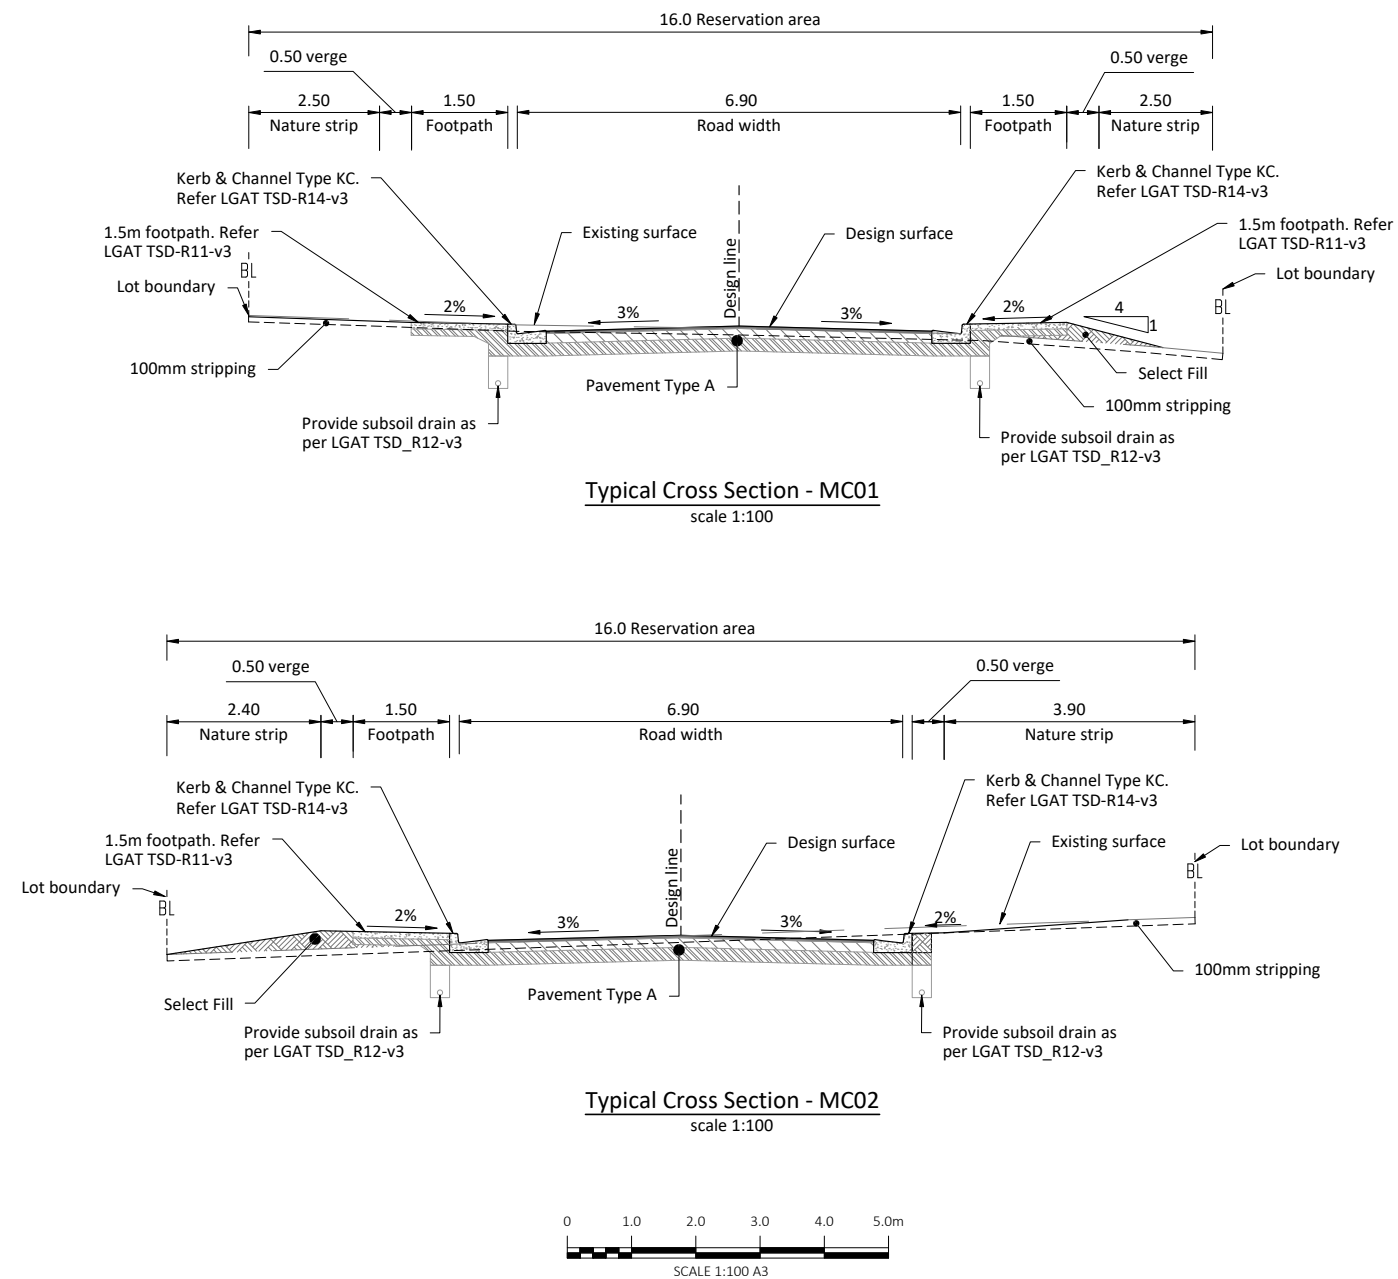 16.0 Reservation area
0.50 verge
0.50 verge
2.50
1.50
6.90
1.50
2.50
Nature strip
Footpath
Road width
Footpath
Nature strip
Kerb & Channel Type KC.
Refer LGAT TSD-R14-v3
Kerb & Channel Type KC.
Refer LGAT TSD-R14-v3
1.5m footpath. Refer
LGAT TSD-R11-v3
Existing surface
Design line
Design surface
1.5m footpath. Refer
LGAT TSD-R11-v3
BL
Lot boundary
Lot boundary
BL
2%
3%
3%
2%
4
1
100mm stripping
Pavement Type A
Select Fill
100mm stripping
Provide subsoil drain as
per LGAT TSD_R12-v3
Provide subsoil drain as
per LGAT TSD_R12-v3
Typical Cross Section - MC01
scale 1:100
16.0 Reservation area
0.50 verge
0.50 verge
2.40
1.50
6.90
3.90
Nature strip
Footpath
Road width
Nature strip
Kerb & Channel Type KC.
Refer LGAT TSD-R14-v3
Kerb & Channel Type KC.
Refer LGAT TSD-R14-v3
1.5m footpath. Refer
LGAT TSD-R11-v3
Design line
Design surface
Existing surface
Lot boundary
Lot boundary
BL
BL
2%
3%
3%
2%
Select Fill
Pavement Type A
100mm stripping
Provide subsoil drain as
per LGAT TSD_R12-v3
Provide subsoil drain as
per LGAT TSD_R12-v3
Typical Cross Section - MC02
scale 1:100
0 1.0 2.0 3.0 4.0 5.0m
SCALE 1:100 A3